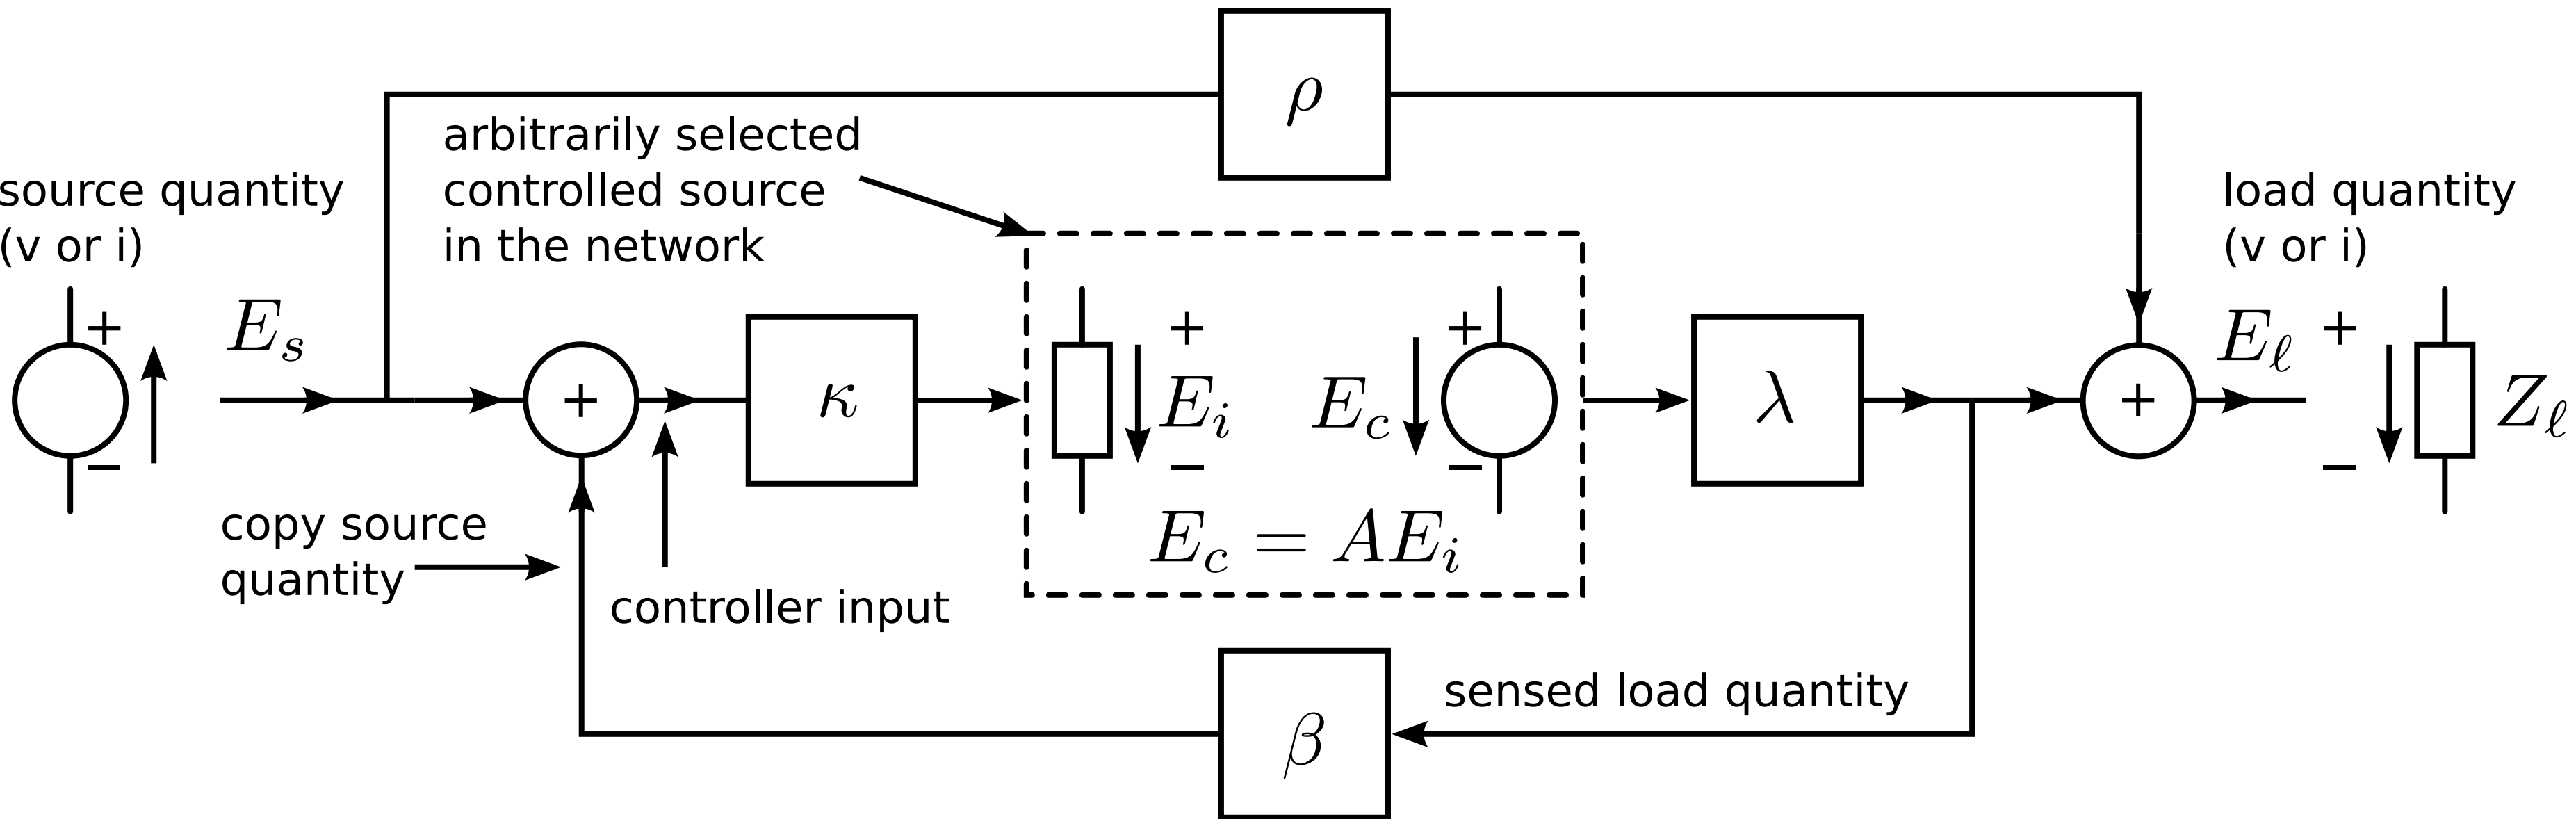 ρ
arbitrarily selected
controlled source
in the network
source quantity
(v or i)
load quantity
(v or i)
+
−
E_s
+
κ
+
E_i
−
E_c
+
−
E_c = AE_i
λ
+
E_ℓ
+
−
Z_ℓ
copy source
quantity
controller input
sensed load quantity
β